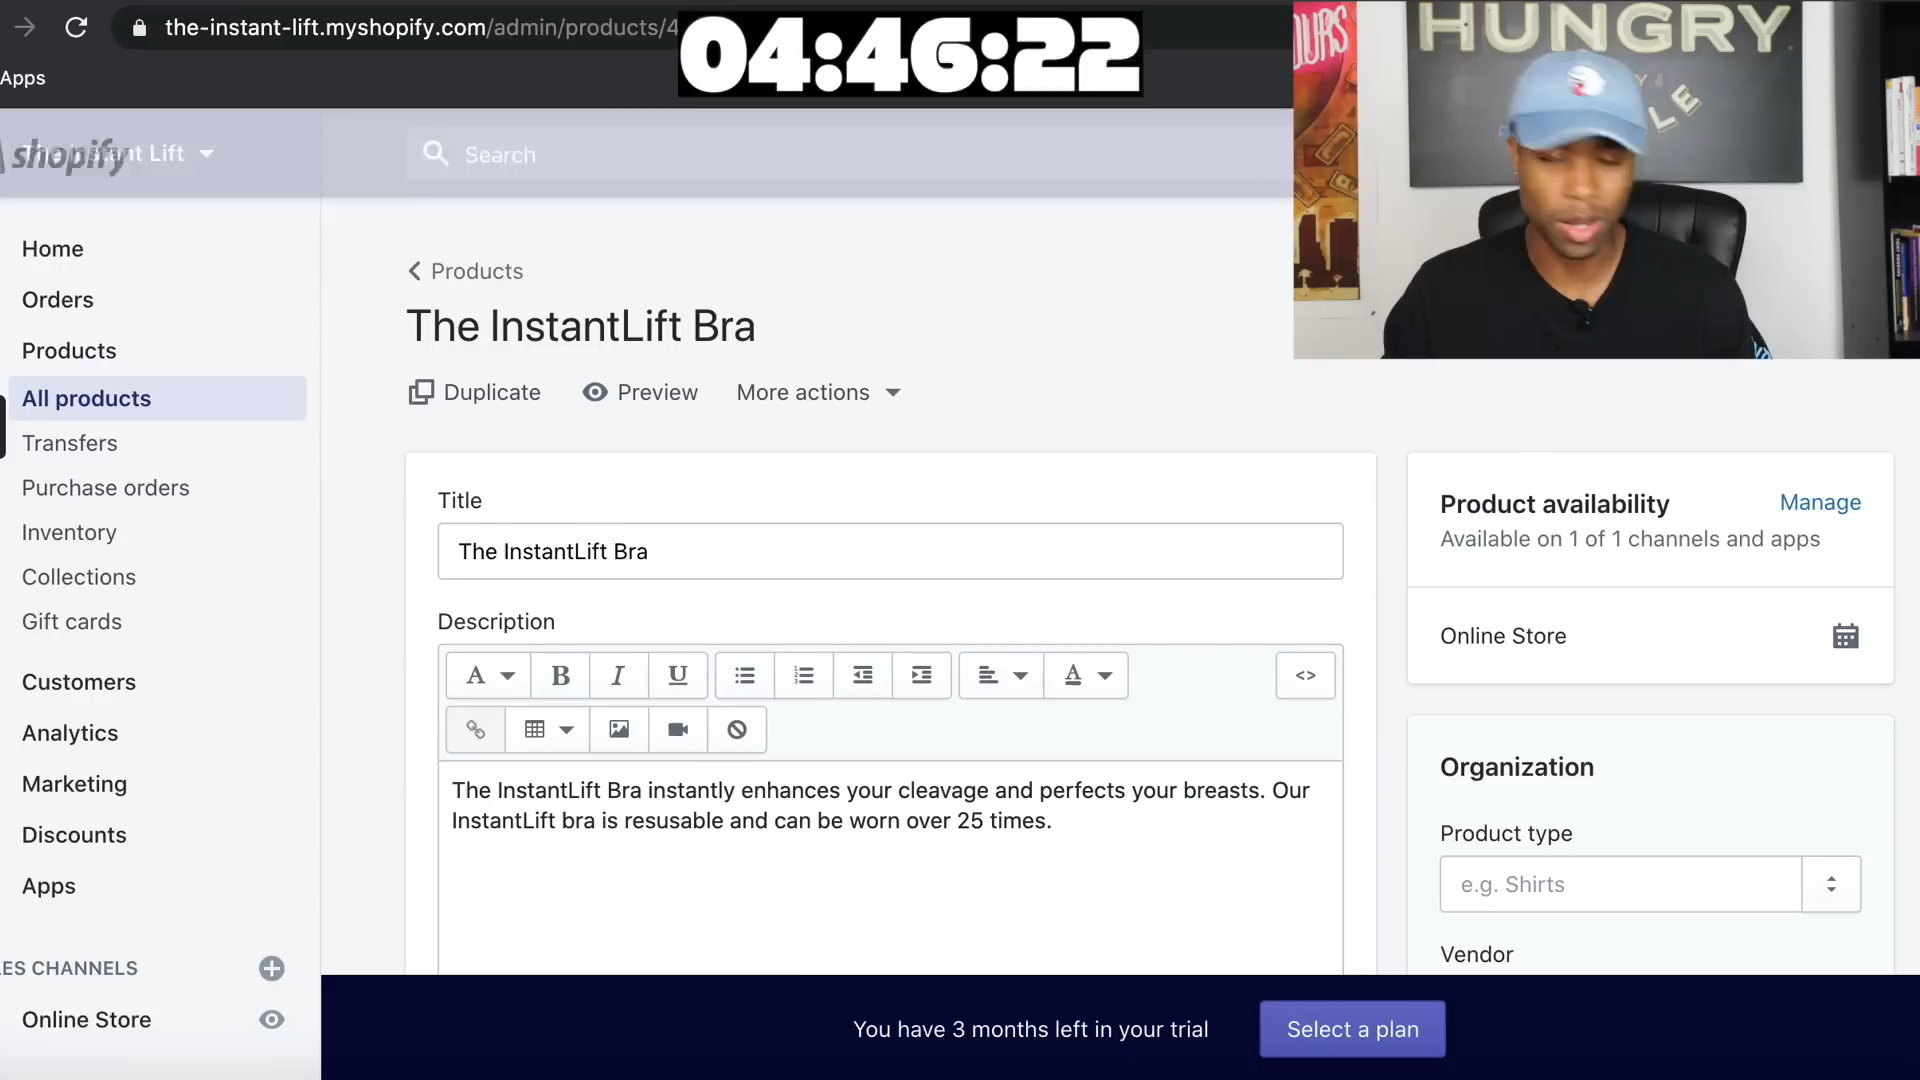 the-instant-lift.myshopify.com/admin/products/4
04:46:22
Apps
shopify
The Instant Lift
Search
HUNGRY
Home
Orders
Products
All products
Transfers
Purchase orders
Inventory
Collections
Gift cards
Customers
Analytics
Marketing
Discounts
Apps
ES CHANNELS
Online Store
Products
The InstantLift Bra
Duplicate
Preview
More actions
Title
The InstantLift Bra
Description
The InstantLift Bra instantly enhances your cleavage and perfects your breasts. Our
InstantLift bra is resusable and can be worn over 25 times.
Product availability
Manage
Available on 1 of 1 channels and apps
Online Store
Organization
Product type
e.g. Shirts
Vendor
You have 3 months left in your trial
Select a plan